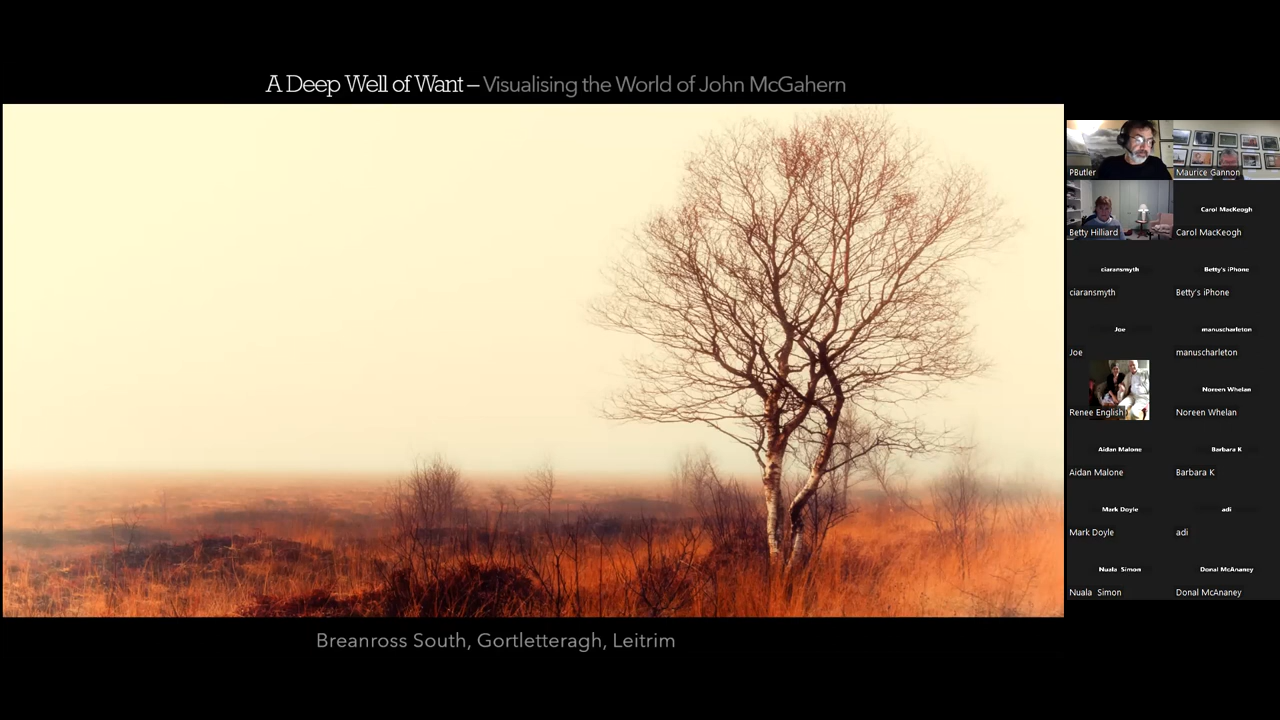 A Deep Well of Want – Visualising the World of John McGahern
PButler
Maurice Gannon
Betty Hilliard
Carol MacKeogh
Carol MacKeogh
ciaransmyth
ciaransmyth
Betty's iPhone
Betty's iPhone
Joe
Joe
manuscharleton
manuscharleton
Renee English
Noreen Whelan
Noreen Whelan
Aidan Malone
Aidan Malone
Barbara K
Barbara K
Mark Doyle
Mark Doyle
adi
adi
Nuala Simon
Nuala Simon
Donal McAnaney
Donal McAnaney
Breanross South, Gortletteragh, Leitrim